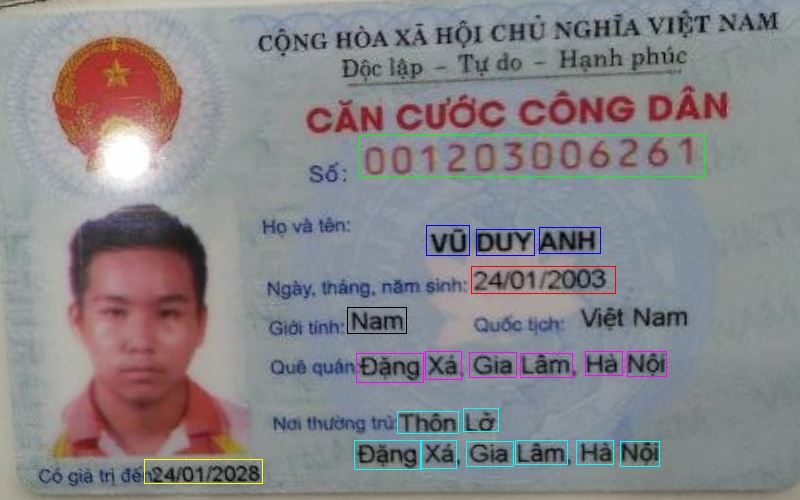 CỘNG HÒA XÃ HỘI CHỦ NGHĨA VIỆT NAM
Độc lập – Tự do – Hạnh phúc
CĂN CƯỚC CÔNG DÂN
Số: 001203006261
Họ và tên: VŨ DUY ANH
Ngày, tháng, năm sinh: 24/01/2003
Giới tính: Nam Quốc tịch: Việt Nam
Quê quán: Đặng Xá, Gia Lâm, Hà Nội
Nơi thường trú: Thôn Lở
Đặng Xá, Gia Lâm, Hà Nội
Có giá trị đến: 24/01/2028